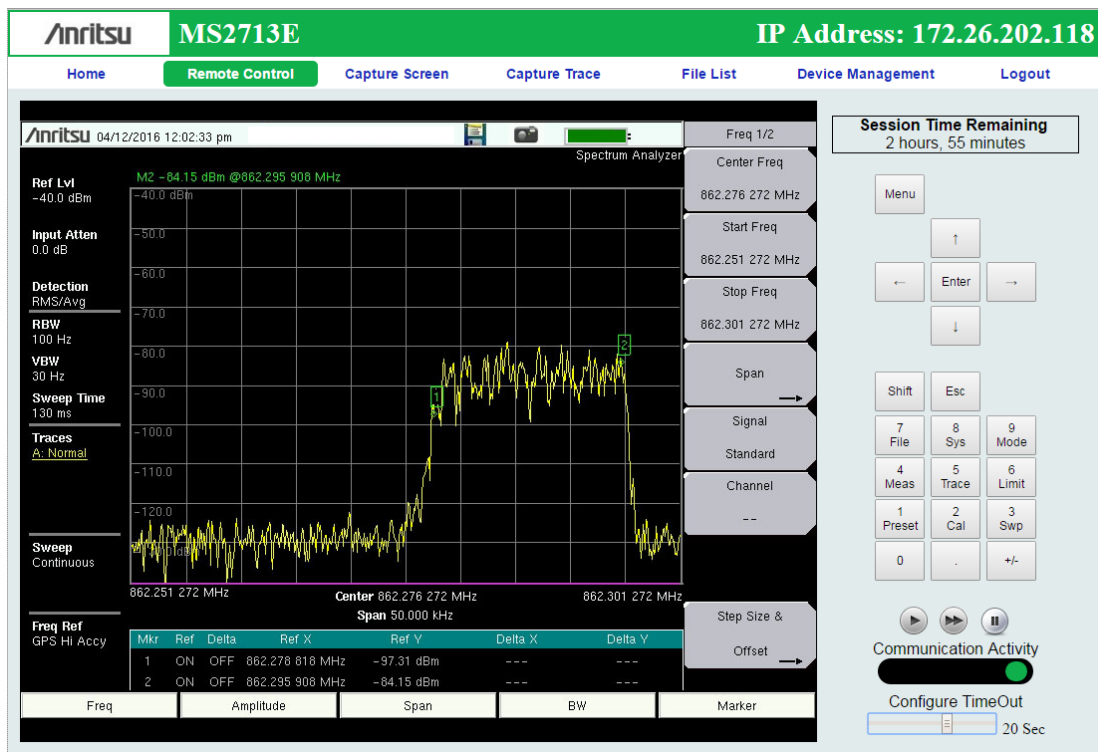 Anritsu MS2713E IP Address: 172.26.202.118
Home Remote Control Capture Screen Capture Trace File List Device Management Logout
Anritsu 04/12/2016 12:02:33 pm
Spectrum Analyzer
M2 -84.15 dBm @862.295 908 MHz
Ref Lvl
-40.0 dBm
Input Atten
0.0 dB
Detection
RMS/Avg
RBW
100 Hz
VBW
30 Hz
Sweep Time
130 ms
Traces
A: Normal
Sweep
Continuous
Freq Ref
GPS Hi Accy
-40.0 dBm
-50.0
-60.0
-70.0
-80.0
-90.0
-100.0
-110.0
-120.0
1
2
862.251 272 MHz Center 862.276 272 MHz 862.301 272 MHz
Span 50.000 kHz
Mkr Ref Delta Ref X Ref Y Delta X Delta Y
1 ON OFF 862.278 818 MHz -97.31 dBm --- ---
2 ON OFF 862.295 908 MHz -84.15 dBm --- ---
Freq Amplitude Span BW Marker
Freq 1/2
Center Freq
862.276 272 MHz
Start Freq
862.251 272 MHz
Stop Freq
862.301 272 MHz
Span
Signal
Standard
Channel
--
Step Size &
Offset
Session Time Remaining
2 hours, 55 minutes
Menu
↑
← Enter →
↓
Shift Esc
7 8 9
File Sys Mode
4 5 6
Meas Trace Limit
1 2 3
Preset Cal Swp
0 . +/-
Communication Activity
Configure TimeOut
20 Sec